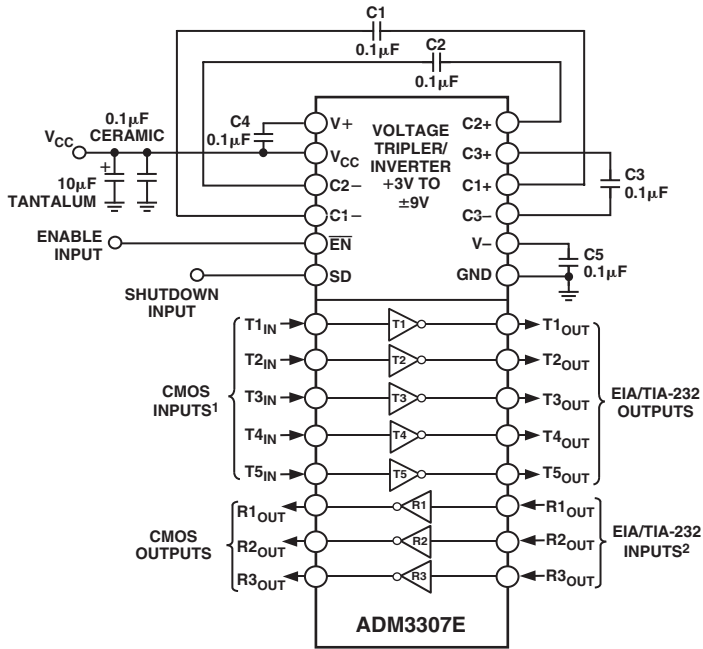 C1
0.1μF
C2
0.1μF
0.1μF
CERAMIC
VCC
+
10μF
TANTALUM
C4
0.1μF
V+
VCC
C2–
C1–
EN
SD
VOLTAGE
TRIPLER/
INVERTER
+3V TO
±9V
C2+
C3+
C1+
C3–
V–
GND
C3
0.1μF
C5
0.1μF
ENABLE
INPUT
SHUTDOWN
INPUT
CMOS
INPUTS1
T1IN
T1
T1OUT
T2IN
T2
T2OUT
T3IN
T3
T3OUT
T4IN
T4
T4OUT
T5IN
T5
T5OUT
EIA/TIA-232
OUTPUTS
CMOS
OUTPUTS
R1OUT
R1
R1OUT
R2OUT
R2
R2OUT
R3OUT
R3
R3OUT
EIA/TIA-232
INPUTS2
ADM3307E